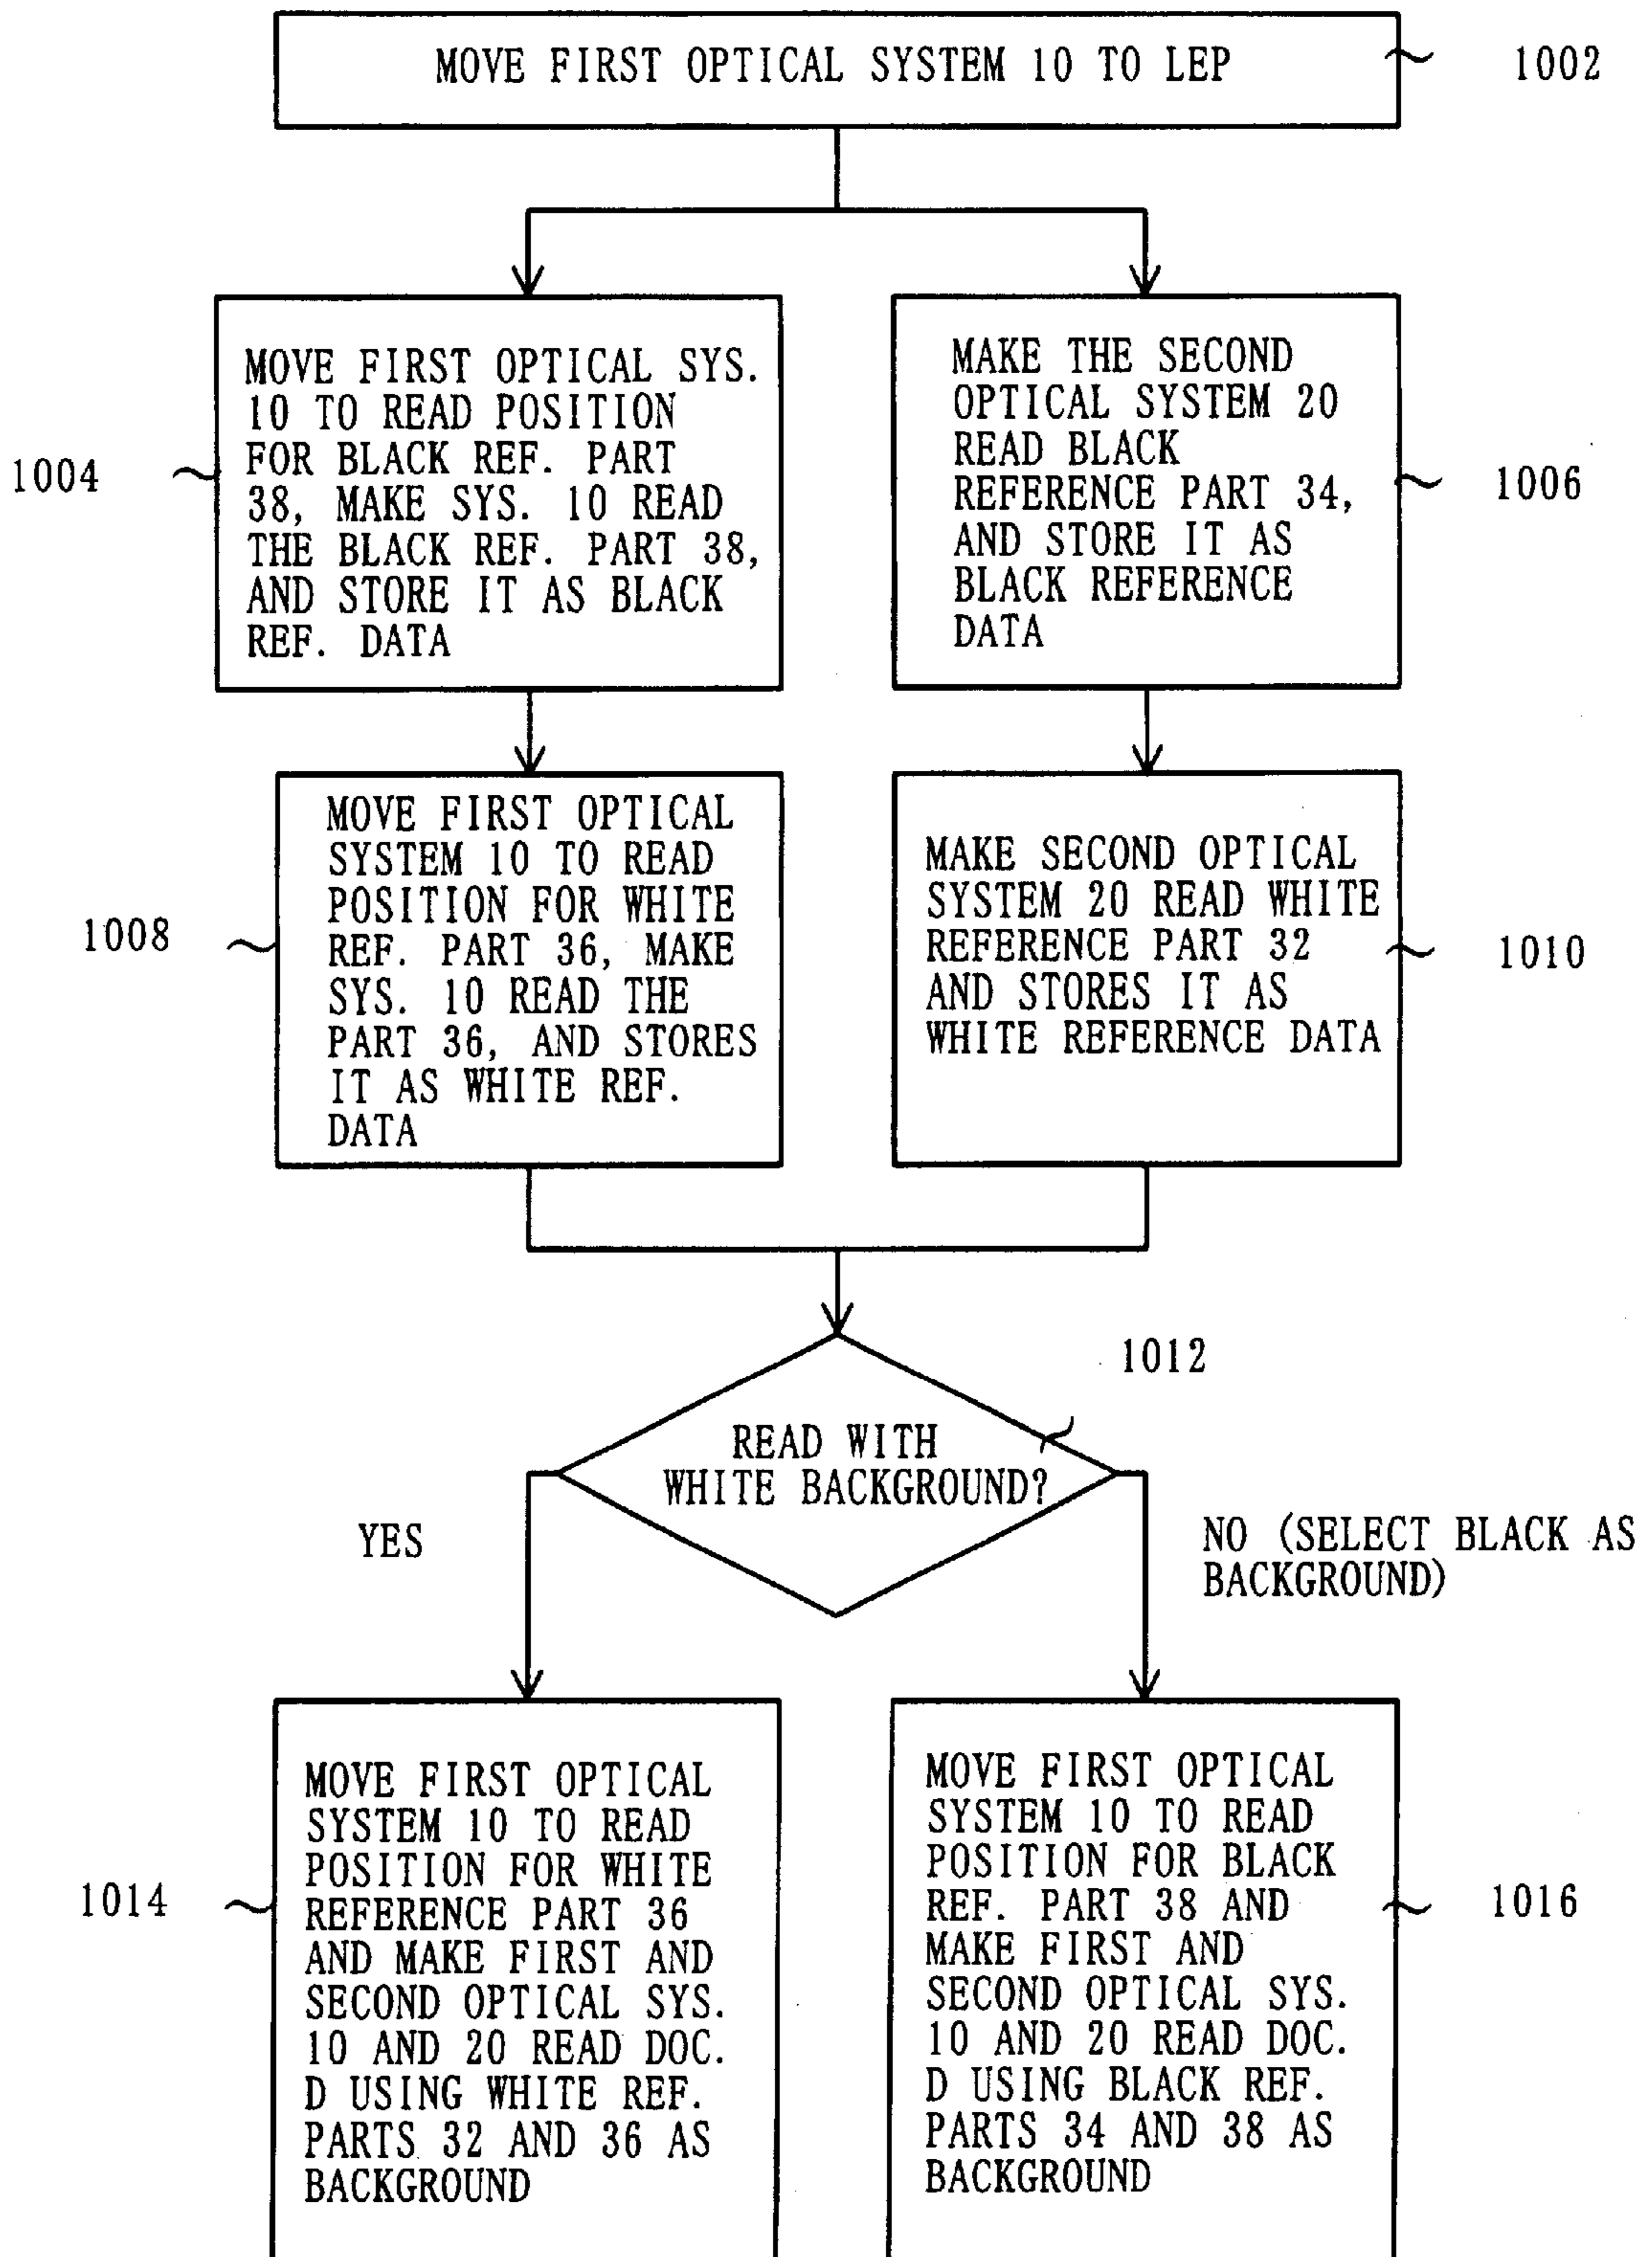 MOVE FIRST OPTICAL SYSTEM 10 TO LEP
1002
MOVE FIRST OPTICAL SYS.
10 TO READ POSITION
FOR BLACK REF. PART
38, MAKE SYS. 10 READ
THE BLACK REF. PART 38,
AND STORE IT AS BLACK
REF. DATA
1004
MAKE THE SECOND
OPTICAL SYSTEM 20
READ BLACK
REFERENCE PART 34,
AND STORE IT AS
BLACK REFERENCE
DATA
1006
MOVE FIRST OPTICAL
SYSTEM 10 TO READ
POSITION FOR WHITE
REF. PART 36, MAKE
SYS. 10 READ THE
PART 36, AND STORES
IT AS WHITE REF.
DATA
1008
MAKE SECOND OPTICAL
SYSTEM 20 READ WHITE
REFERENCE PART 32
AND STORES IT AS
WHITE REFERENCE DATA
1010
1012
READ WITH
WHITE BACKGROUND?
YES
NO (SELECT BLACK AS
BACKGROUND)
MOVE FIRST OPTICAL
SYSTEM 10 TO READ
POSITION FOR WHITE
REFERENCE PART 36
AND MAKE FIRST AND
SECOND OPTICAL SYS.
10 AND 20 READ DOC.
D USING WHITE REF.
PARTS 32 AND 36 AS
BACKGROUND
1014
MOVE FIRST OPTICAL
SYSTEM 10 TO READ
POSITION FOR BLACK
REF. PART 38 AND
MAKE FIRST AND
SECOND OPTICAL SYS.
10 AND 20 READ DOC.
D USING BLACK REF.
PARTS 34 AND 38 AS
BACKGROUND
1016